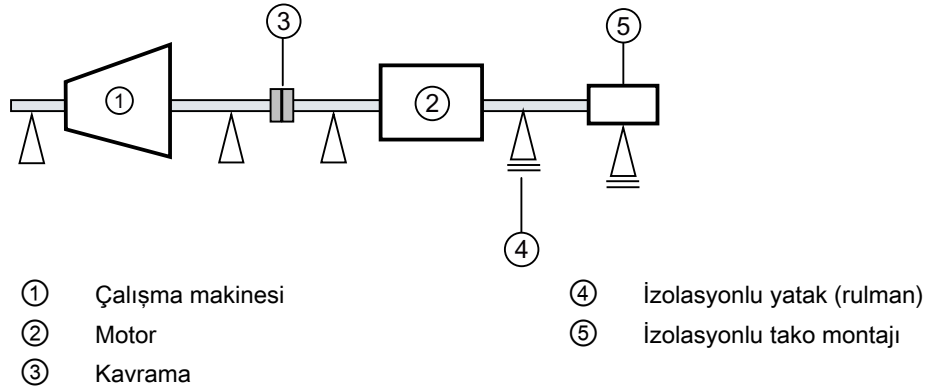 ③
⑤
①
②
④
① Çalışma makinesi
② Motor
③ Kavrama
④ İzolasyonlu yatak (rulman)
⑤ İzolasyonlu tako montajı